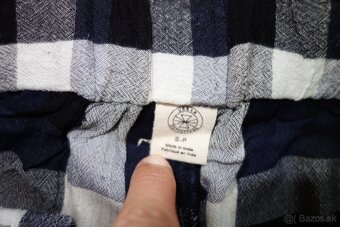 S-P
Made in India
Fabriqué en Inde
Bazos.sk